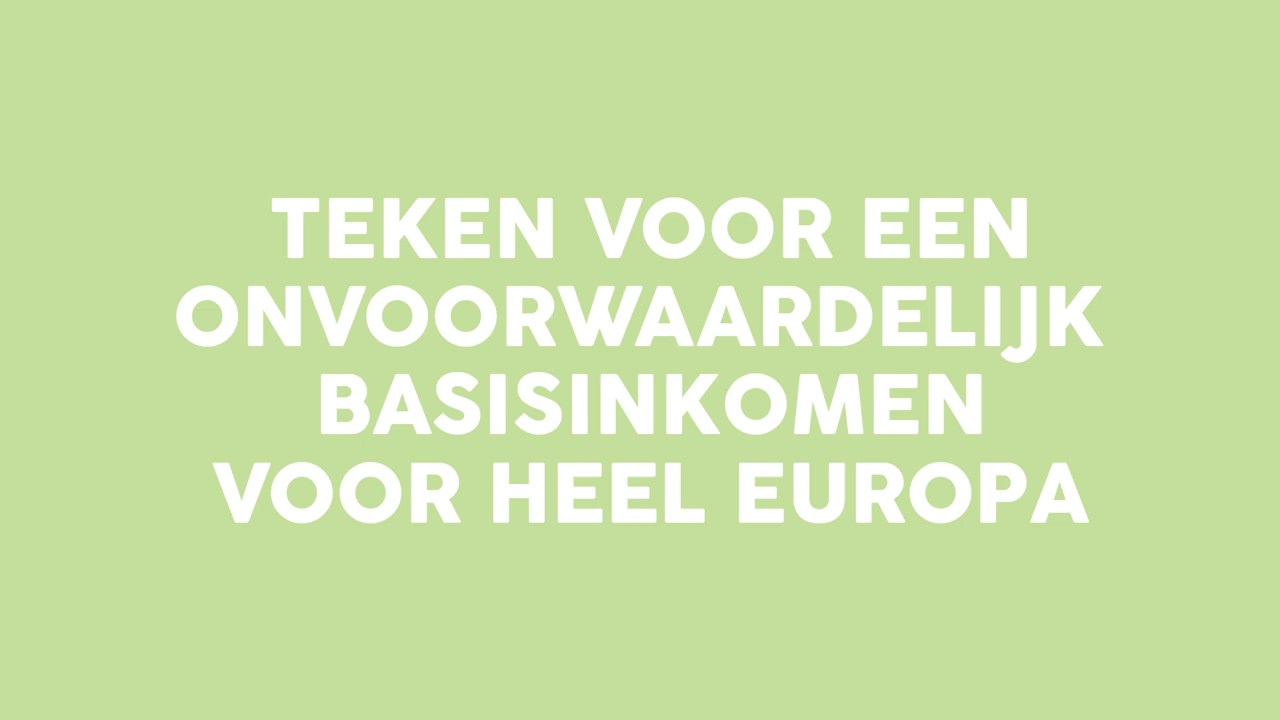 TEKEN VOOR EEN
ONVOORWAARDELIJK
BASISINKOMEN
VOOR HEEL EUROPA